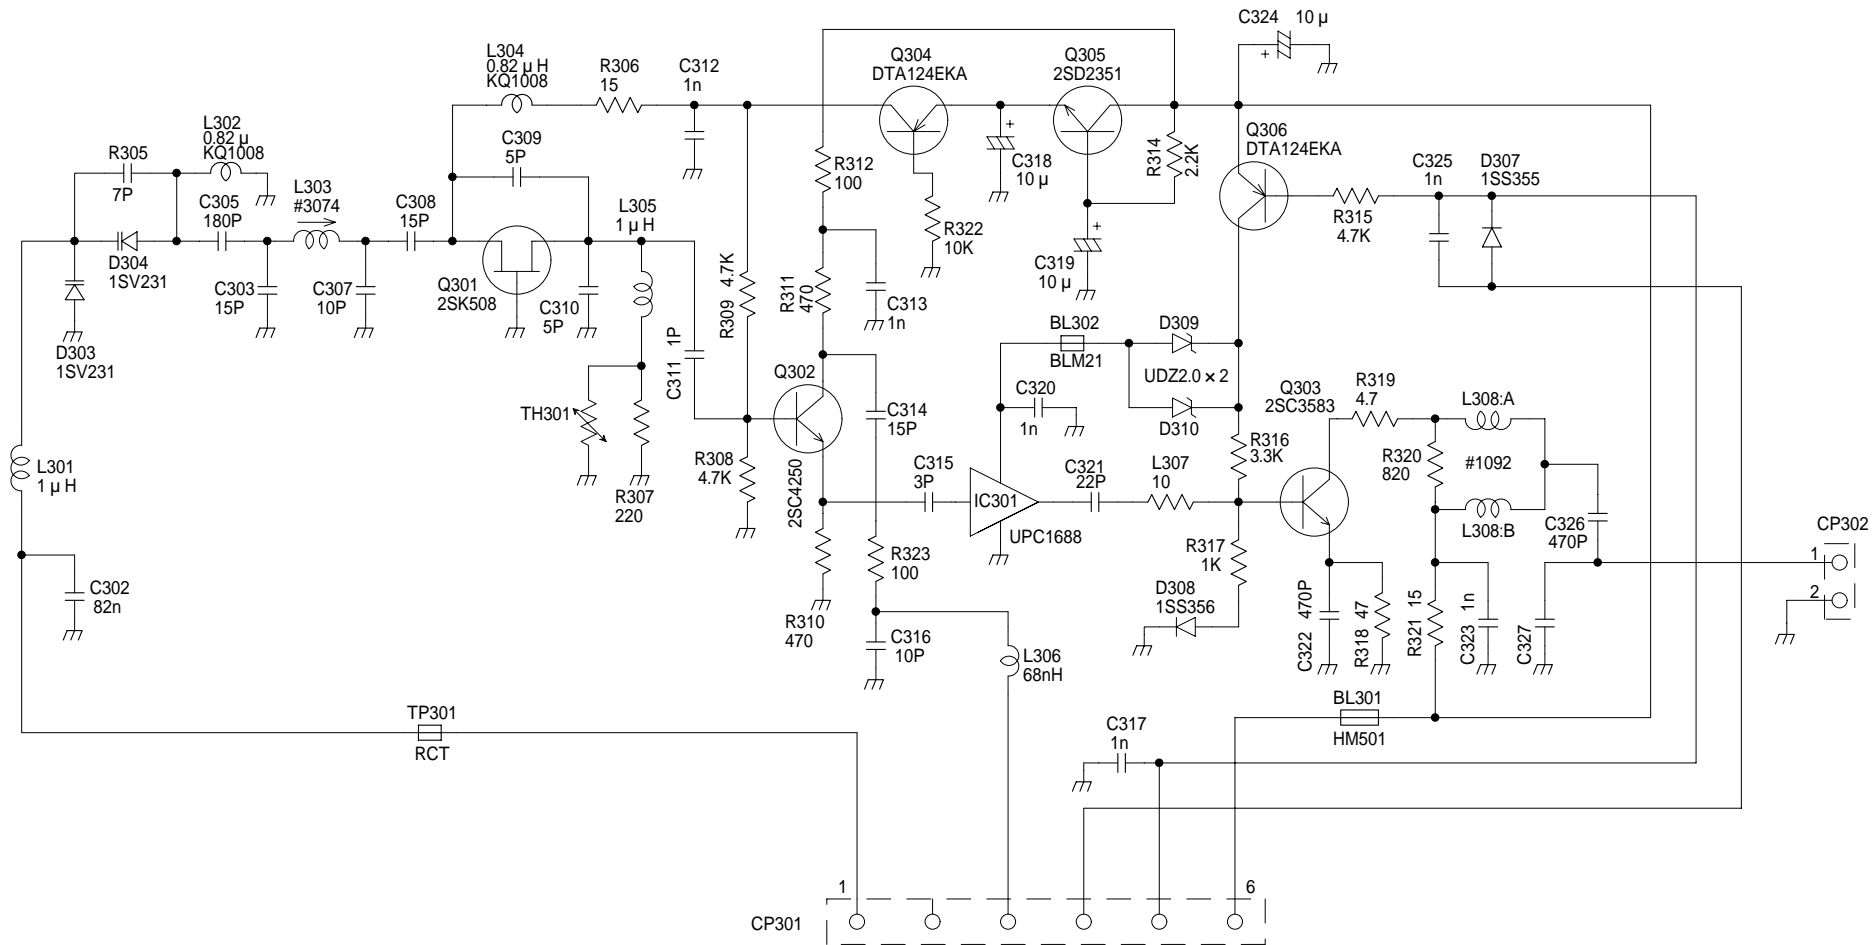 C324 10 µ
L304
0.82 µ H
KQ1008
R306
15
C312
1n
Q304
DTA124EKA
Q305
2SD2351
+
L302
0.82 µ
KQ1008
R305
7P
C309
5P
R312
100
+
C318
10 µ
R314
2.2K
Q306
DTA124EKA
C325
1n
D307
1SS355
L303
#3074
C305
180P
C308
15P
L305
1 µ H
R322
10K
R315
4.7K
D304
1SV231
C303
15P
C307
10P
Q301
2SK508
C310
5P
R309 4.7K
R311
470
C313
1n
+
C319
10 µ
D303
1SV231
C311 1P
BL302
BLM21
D309
UDZ2.0 × 2
D310
Q302
2SC4250
TH301
R307
220
R308
4.7K
C314
15P
C320
1n
Q303
2SC3583
R319
4.7
L308:A
R316
3.3K
R320
820
#1092
L308:B
L301
1 µ H
C315
3P
IC301
UPC1688
C321
22P
L307
10
C326
470P
CP302
1
2
R317
1K
R323
100
C302
82n
D308
1SS356
R310
470
C316
10P
L306
68nH
C322 470P
R318 47
R321 15
C323 1n
C327
TP301
RCT
C317
1n
BL301
HM501
1
6
CP301